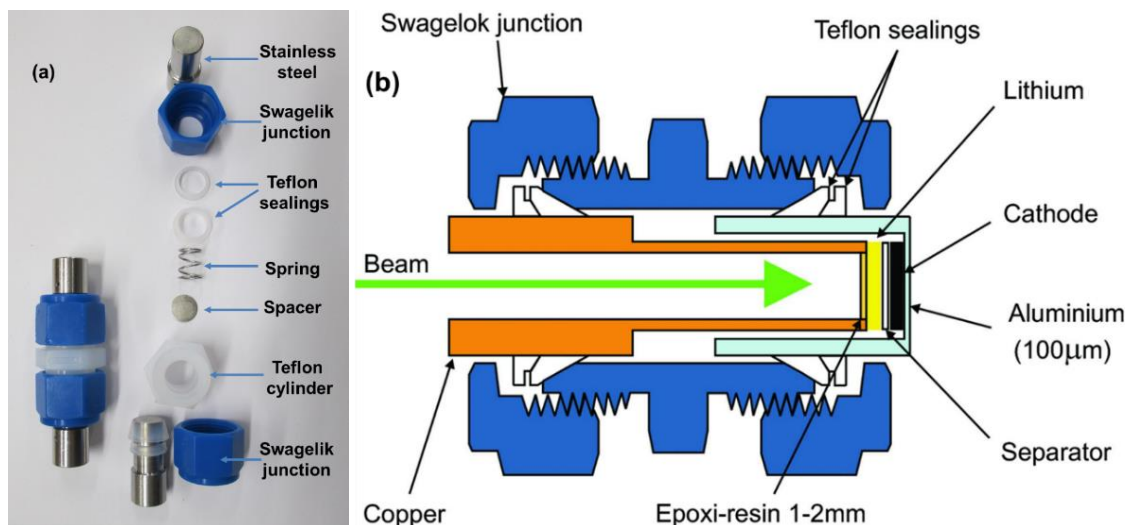 (a)
Stainless
steel
Swagelik
junction
Teflon
sealings
Spring
Spacer
Teflon
cylinder
Swagelik
junction
(b)
Swagelok junction
Teflon sealings
Lithium
Cathode
Beam
Aluminium
(100μm)
Separator
Copper
Epoxi-resin 1-2mm